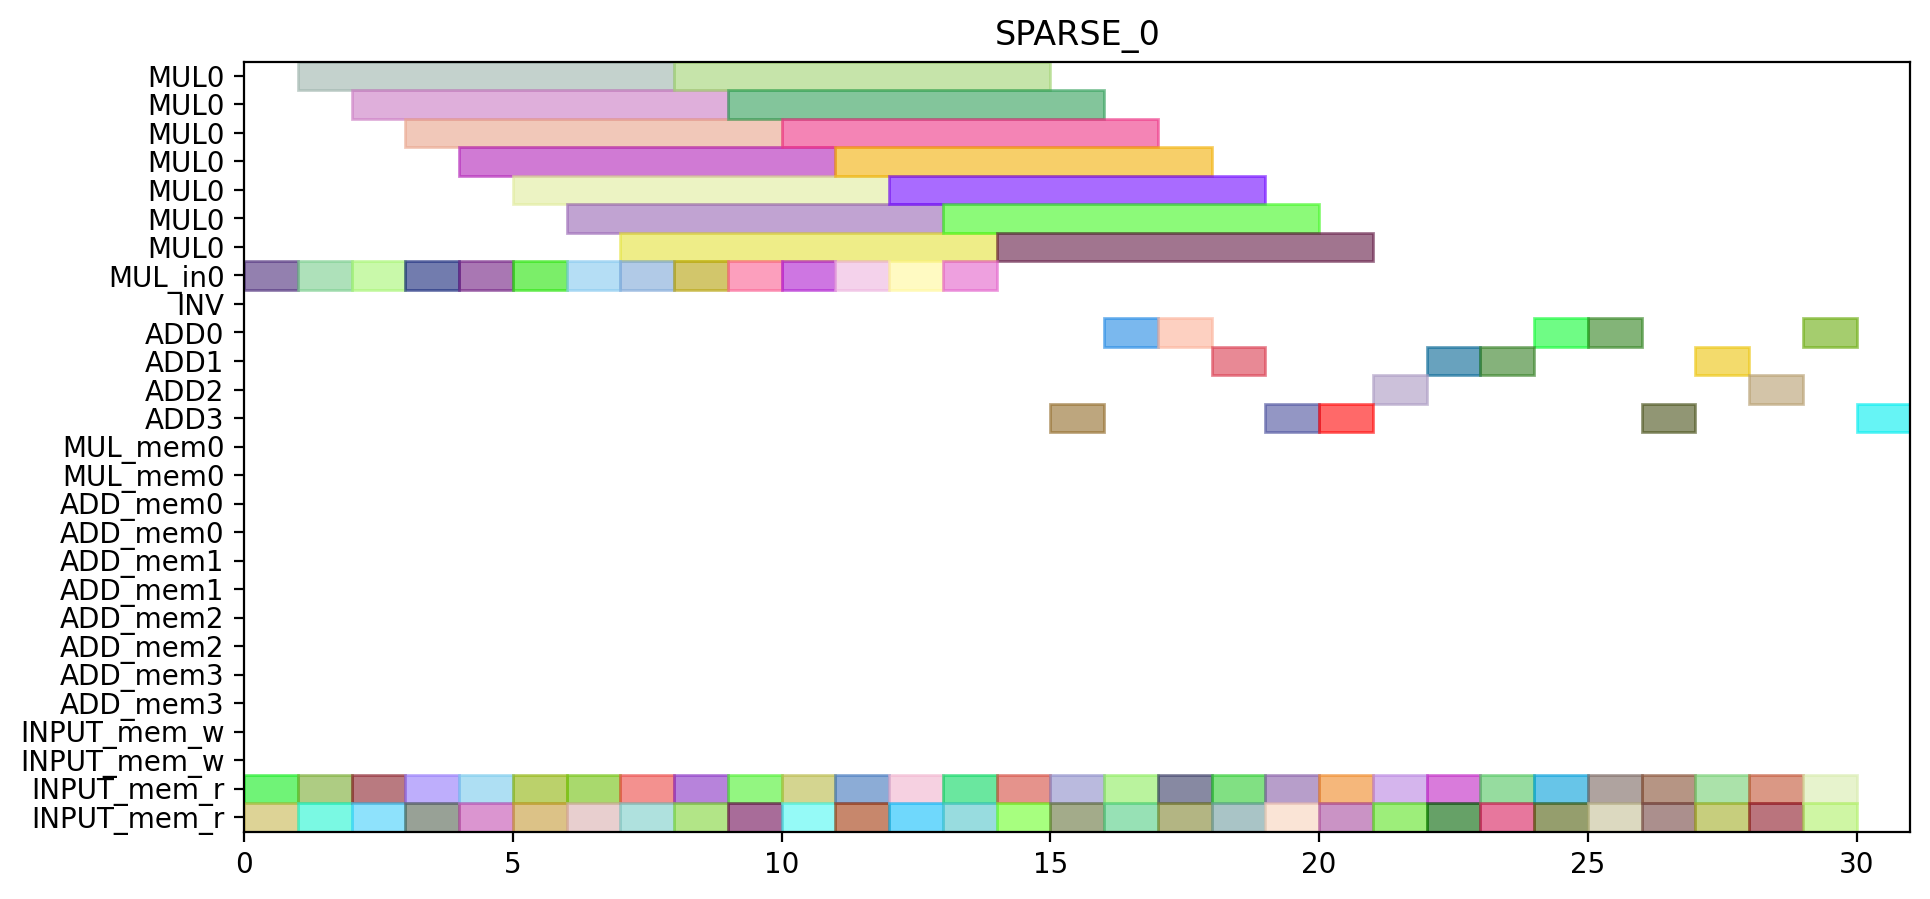 SPARSE_0
MUL0
MUL0
MUL0
MUL0
MUL0
MUL0
MUL0
MUL_in0
INV
ADD0
ADD1
ADD2
ADD3
MUL_mem0
MUL_mem0
ADD_mem0
ADD_mem0
ADD_mem1
ADD_mem1
ADD_mem2
ADD_mem2
ADD_mem3
ADD_mem3
INPUT_mem_w
INPUT_mem_w
INPUT_mem_r
INPUT_mem_r
0 5 10 15 20 25 30